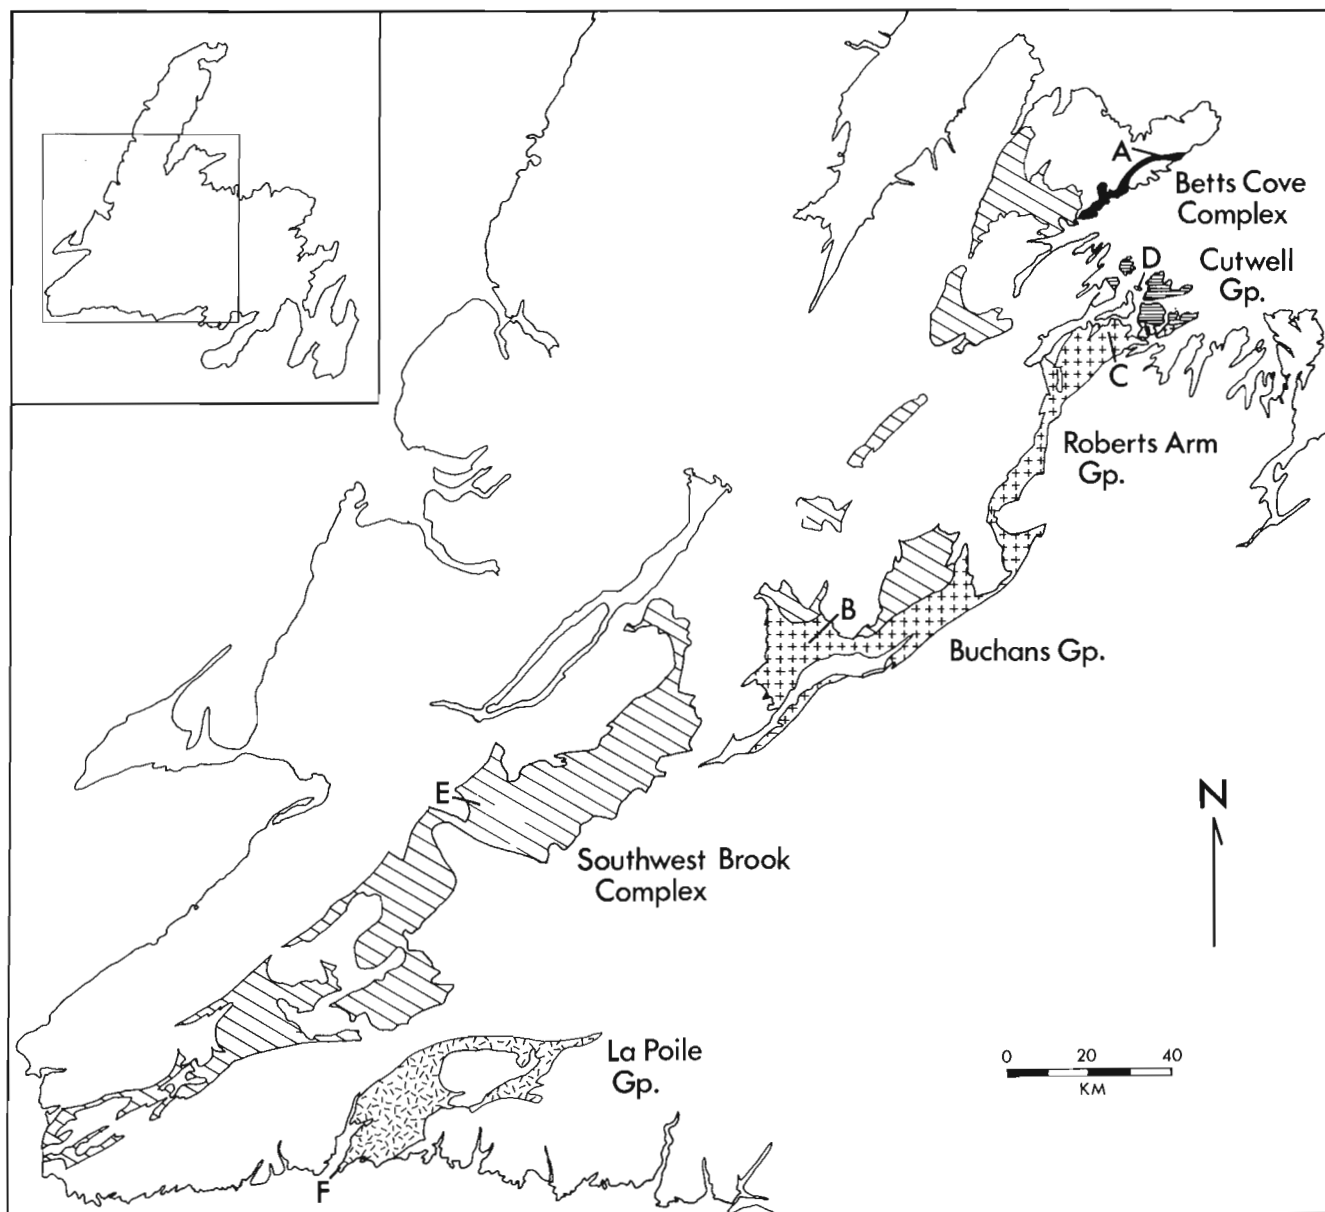 A
Betts Cove
Complex
D
Cutwell
Gp.
C
Roberts Arm
Gp.
B
Buchans Gp.
E
N
Southwest Brook
Complex
La Poile
Gp.
0 20 40
KM
F